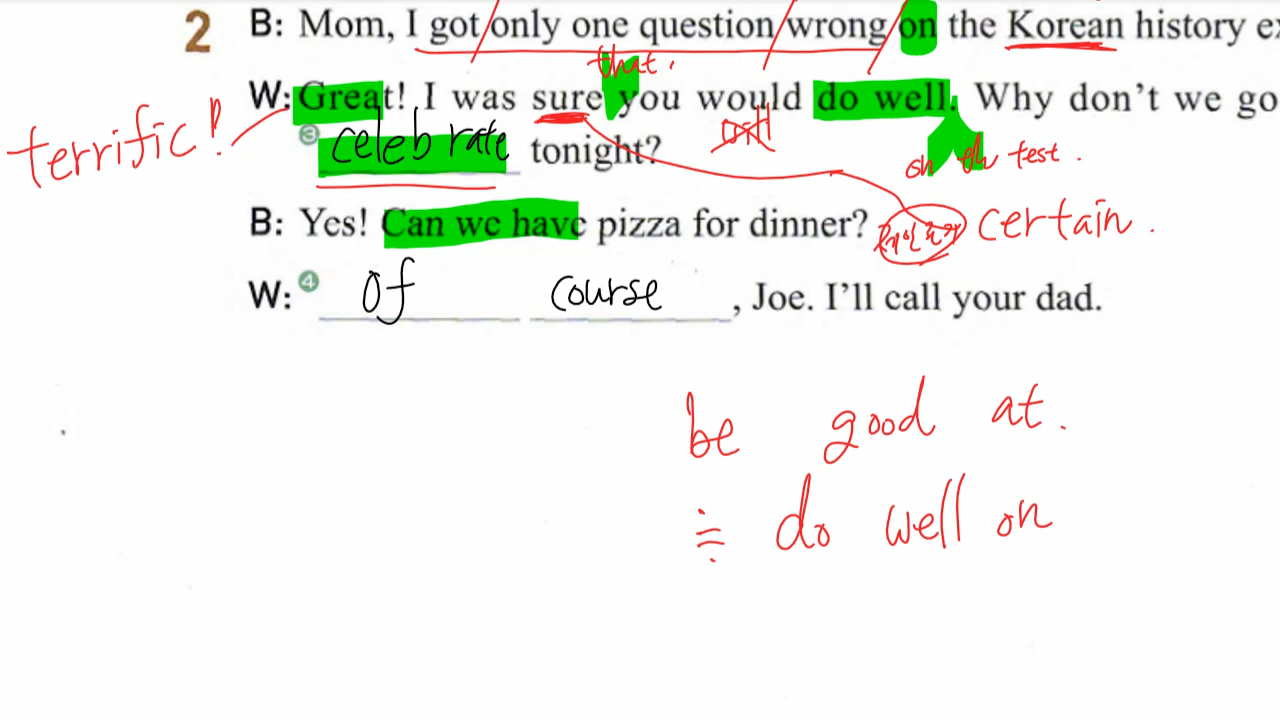 2 B: Mom, I got only one question wrong on the Korean history
that.
W: Great! I was sure you would do well. Why don't we go
terrific!
③ celebrate tonight?
on test.
B: Yes! Can we have pizza for dinner? certain.
W: ④ of course, Joe. I'll call your dad.
be good at.
≒ do well on